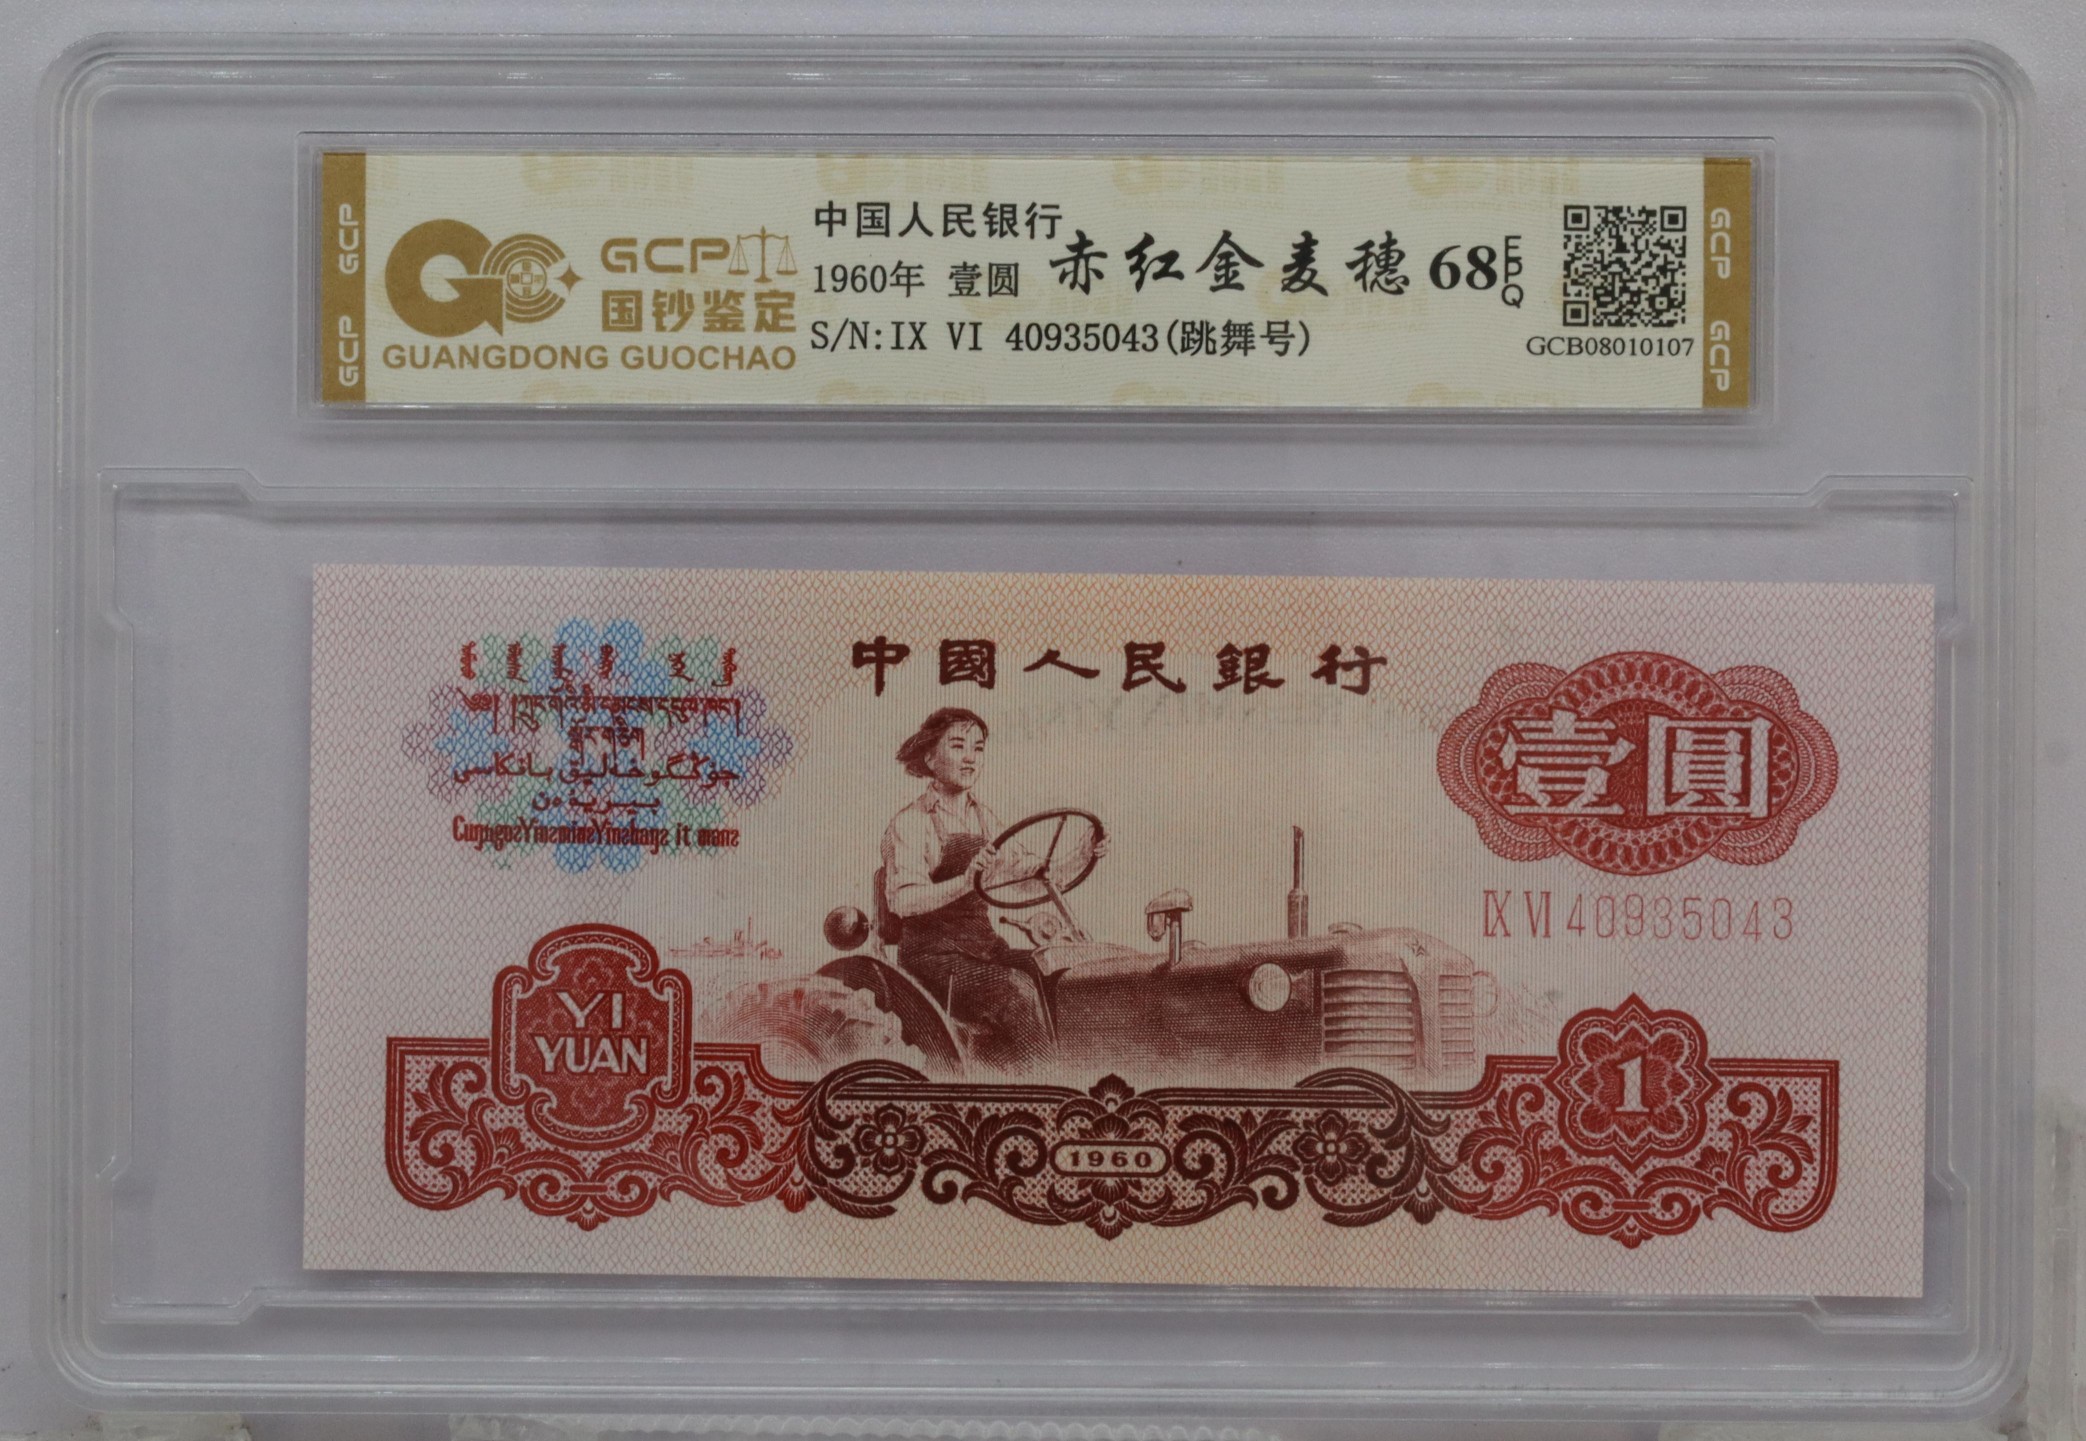 GCP GCP
GCP
国钞鉴定
GUANGDONG GUOCHAO
中国人民银行
1960年 壹圆 赤红金麦穗 68 EPQ
S/N:IX VI 40935043(跳舞号)
GCB08010107
GCP GCP
中國人民銀行
壹圓
IX VI 40935043
YI
YUAN
1
1960